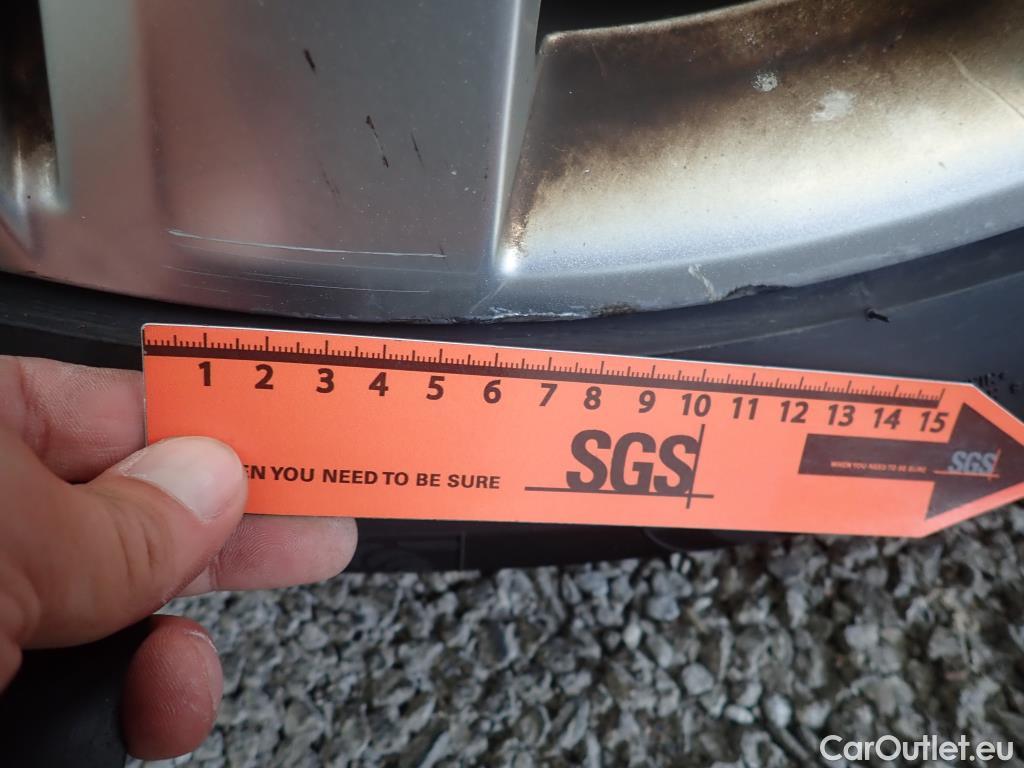 1 2 3 4 5 6 7 8 9 10 11 12 13 14 15
EN YOU NEED TO BE SURE
SGS
WHEN YOU NEED TO BE SURE
SGS
CarOutlet.eu